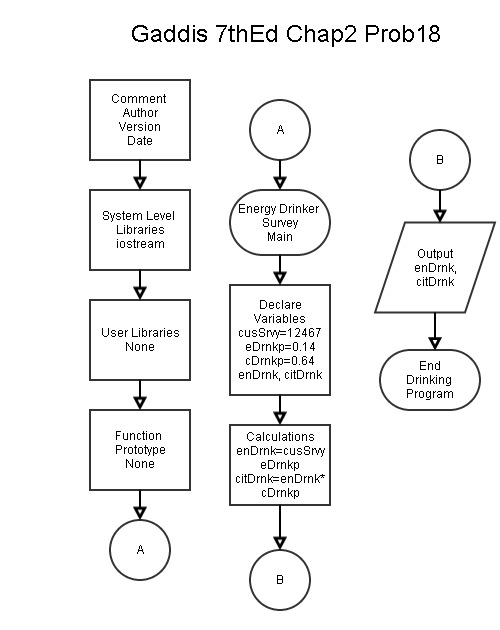 Gaddis 7thEd Chap2 Prob18
Comment
Author
Version
Date
System Level
Libraries
iostream
User Libraries
None
Function
Prototype
None
A
A
Energy Drinker
Survey
Main
Declare
Variables
cusSrvy=12467
eDrnkp=0.14
cDrnkp=0.64
enDrnk, citDrnk
Calculations
enDrnk=cusSrvy
eDrnkp
citDrnk=enDrnk*
cDrnkp
B
B
Output
enDrnk,
citDrnk
End
Drinking
Program